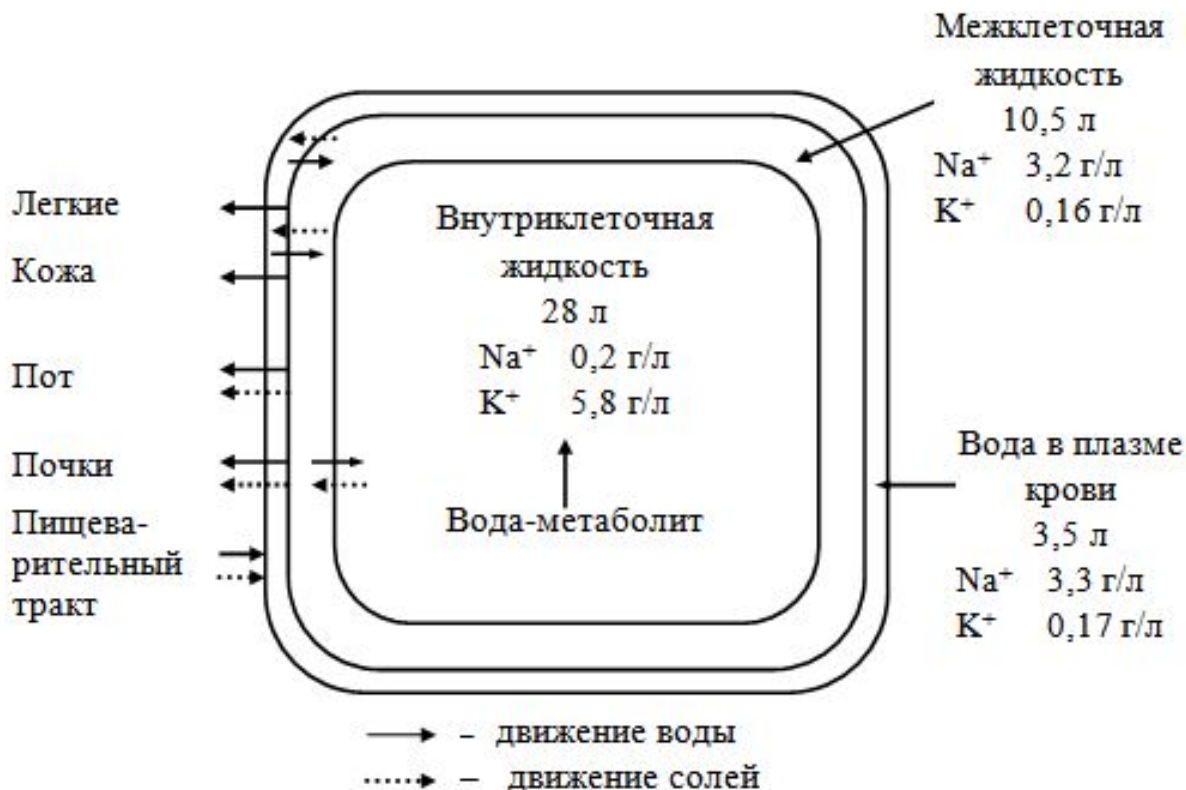 Межклеточная
жидкость
10,5 л
Na⁺ 3,2 г/л
K⁺ 0,16 г/л
Легкие
Кожа
Пот
Почки
Пищева-
рительный
тракт
Внутриклеточная
жидкость
28 л
Na⁺ 0,2 г/л
K⁺ 5,8 г/л
Вода-метаболит
Вода в плазме
крови
3,5 л
Na⁺ 3,3 г/л
K⁺ 0,17 г/л
– движение воды
– движение солей